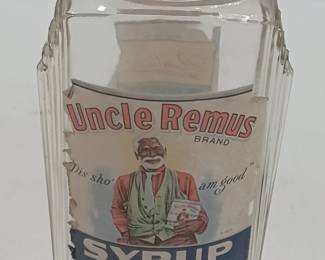 Uncle Remus
BRAND
"Dis sho' am good"
SYRUP